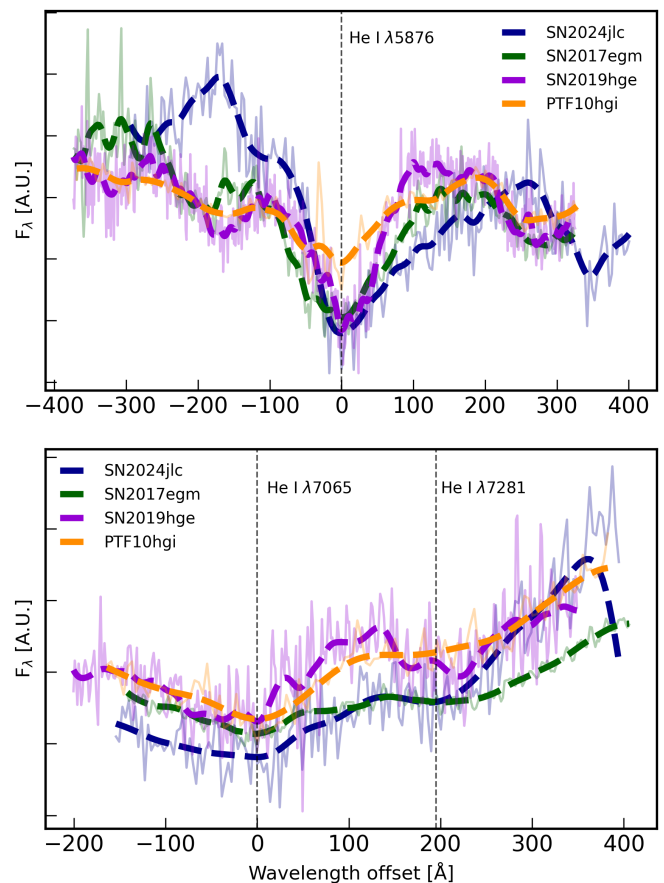 He I λ5876
SN2024jlc
SN2017egm
SN2019hge
PTF10hgi
F_λ [A.U.]
−400 −300 −200 −100 0 100 200 300 400
SN2024jlc
SN2017egm
SN2019hge
PTF10hgi
He I λ7065
He I λ7281
F_λ [A.U.]
−200 −100 0 100 200 300 400
Wavelength offset [Å]